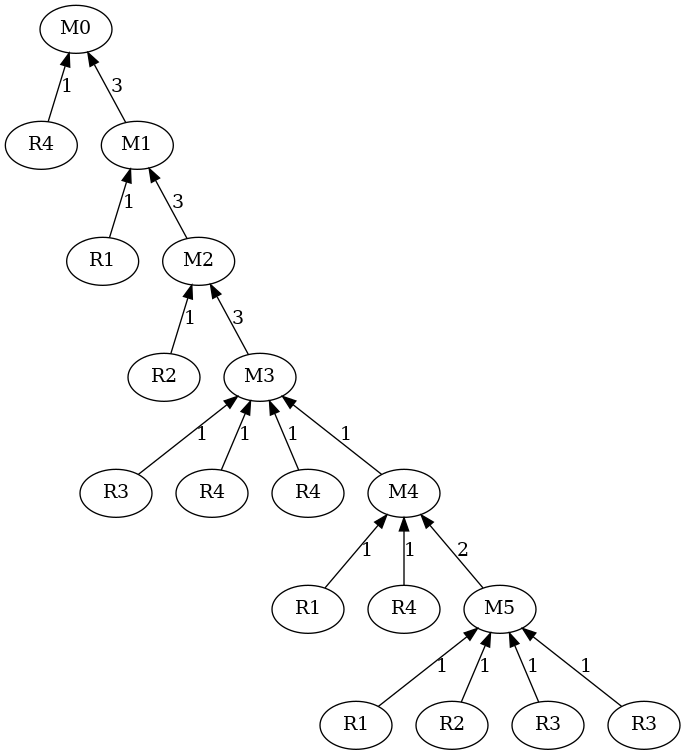 M0
1 3
R4 M1
1 3
R1 M2
1 3
R2 M3
1 1 1 1
R3 R4 R4 M4
1 1 2
R1 R4 M5
1 1 1 1
R1 R2 R3 R3